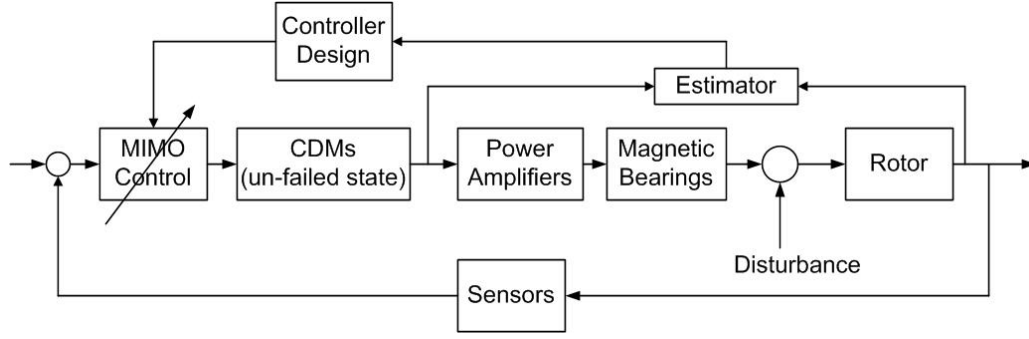 Controller
Design
Estimator
MIMO
Control
CDMs
(un-failed state)
Power
Amplifiers
Magnetic
Bearings
Rotor
Disturbance
Sensors